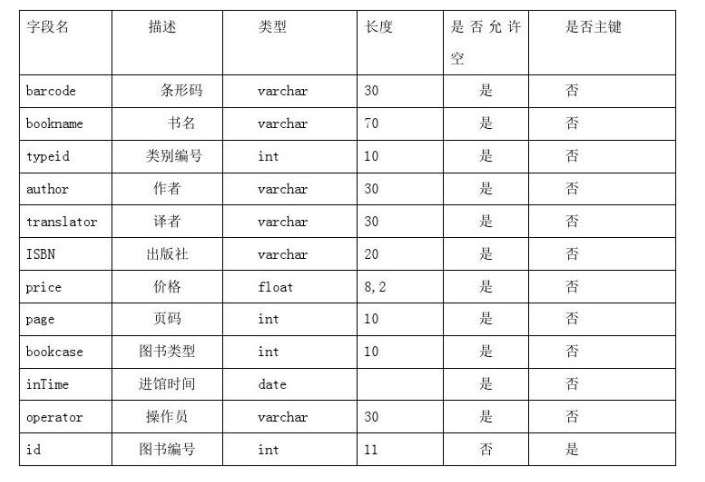 字段名 描述 类型 长度 是否允许空 是否主键
barcode 条形码 varchar 30 是 否
bookname 书名 varchar 70 是 否
typeid 类别编号 int 10 是 否
author 作者 varchar 30 是 否
translator 译者 varchar 30 是 否
ISBN 出版社 varchar 20 是 否
price 价格 float 8,2 是 否
page 页码 int 10 是 否
bookcase 图书类型 int 10 是 否
inTime 进馆时间 date 是 否
operator 操作员 varchar 30 是 否
id 图书编号 int 11 否 是